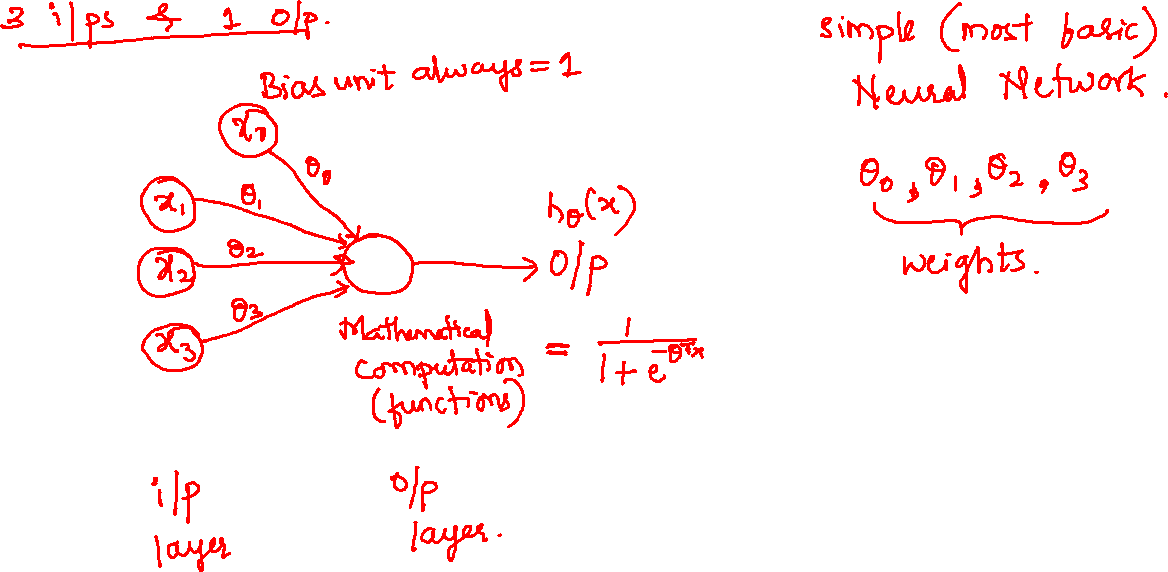 3 i/ps & 1 o/p.
simple (most basic)
Neural Network.
Bias unit always = 1
x₀
θ₀
x₁
θ₁
x₂
θ₂
x₃
θ₃
hθ(x)
O/p
θ₀, θ₁, θ₂, θ₃
weights.
Mathematical
computations
(functions)
= 1 / (1 + e^(-θᵀx))
i/p
layer
o/p
layer.